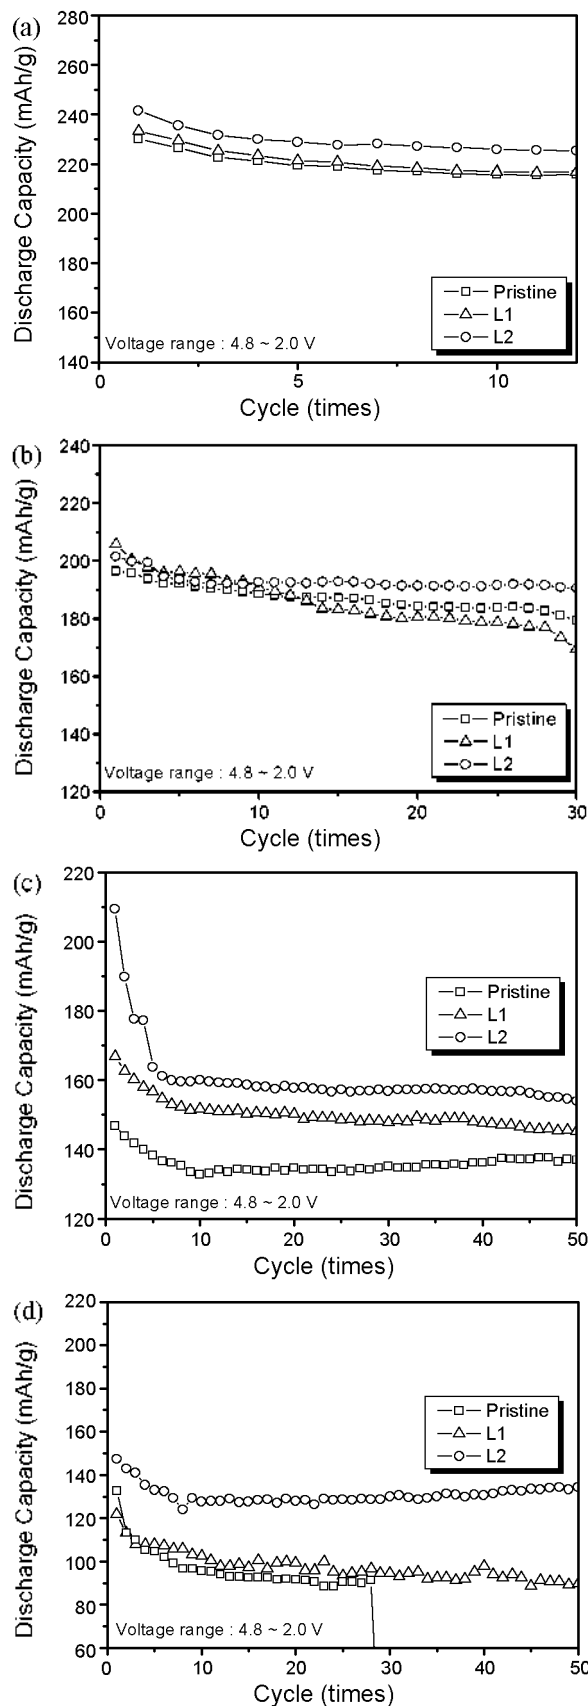 (a)
Discharge Capacity (mAh/g)
280
260
240
220
200
180
160
140
Pristine
L1
L2
Voltage range : 4.8 ~ 2.0 V
0
5
10
Cycle (times)
(b)
Discharge Capacity (mAh/g)
240
220
200
180
160
140
120
Pristine
L1
L2
Voltage range : 4.8 ~ 2.0 V
0
10
20
30
Cycle (times)
(c)
Discharge Capacity (mAh/g)
220
210
200
190
180
170
160
150
140
130
120
Pristine
L1
L2
Voltage range : 4.8 ~ 2.0 V
0
10
20
30
40
50
Cycle (times)
(d)
Discharge Capacity (mAh/g)
220
200
180
160
140
120
100
80
60
Pristine
L1
L2
Voltage range : 4.8 ~ 2.0 V
0
10
20
30
40
50
Cycle (times)